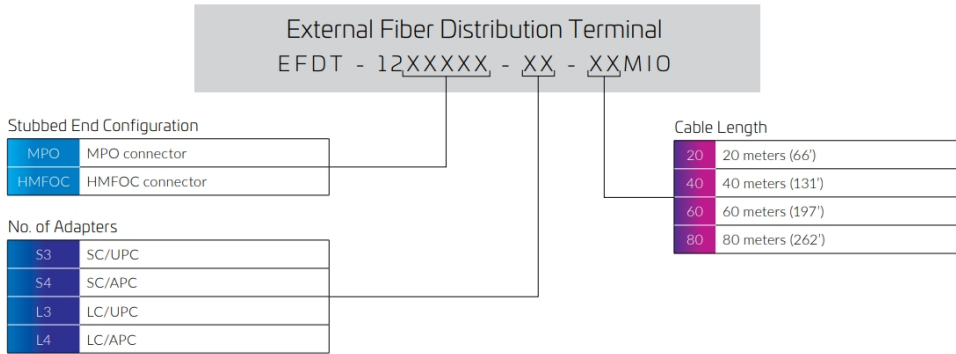 External Fiber Distribution Terminal
EFDT - 12XXXXX - XX - XXMIO
Stubbed End Configuration
MPO MPO connector
HMFOC HMFOC connector
No. of Adapters
S3 SC/UPC
S4 SC/APC
L3 LC/UPC
L4 LC/APC
Cable Length
20 20 meters (66')
40 40 meters (131')
60 60 meters (197')
80 80 meters (262')